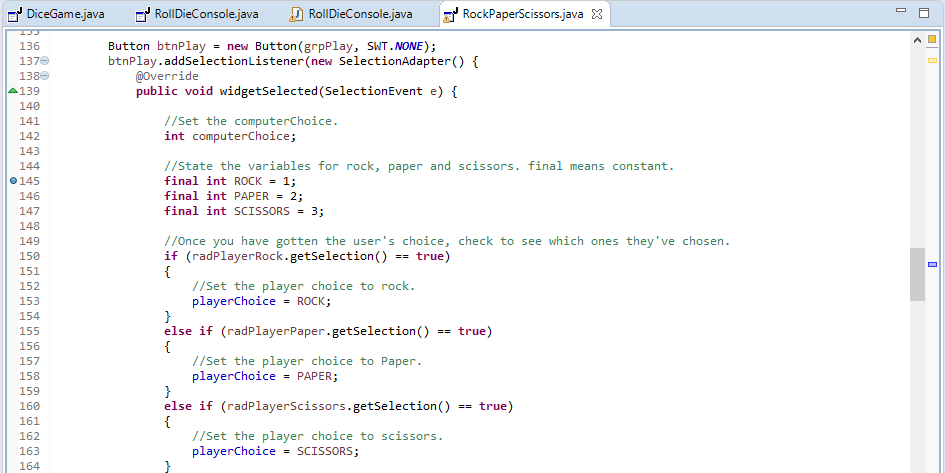 DiceGame.java RollDieConsole.java RollDieConsole.java RockPaperScissors.java
135
136 Button btnPlay = new Button(grpPlay, SWT.NONE);
137 btnPlay.addSelectionListener(new SelectionAdapter() {
138 @Override
139 public void widgetSelected(SelectionEvent e) {
140
141 //Set the computerChoice.
142 int computerChoice;
143
144 //State the variables for rock, paper and scissors. final means constant.
145 final int ROCK = 1;
146 final int PAPER = 2;
147 final int SCISSORS = 3;
148
149 //Once you have gotten the user's choice, check to see which ones they've chosen.
150 if (radPlayerRock.getSelection() == true)
151 {
152 //Set the player choice to rock.
153 playerChoice = ROCK;
154 }
155 else if (radPlayerPaper.getSelection() == true)
156 {
157 //Set the player choice to Paper.
158 playerChoice = PAPER;
159 }
160 else if (radPlayerScissors.getSelection() == true)
161 {
162 //Set the player choice to scissors.
163 playerChoice = SCISSORS;
164 }